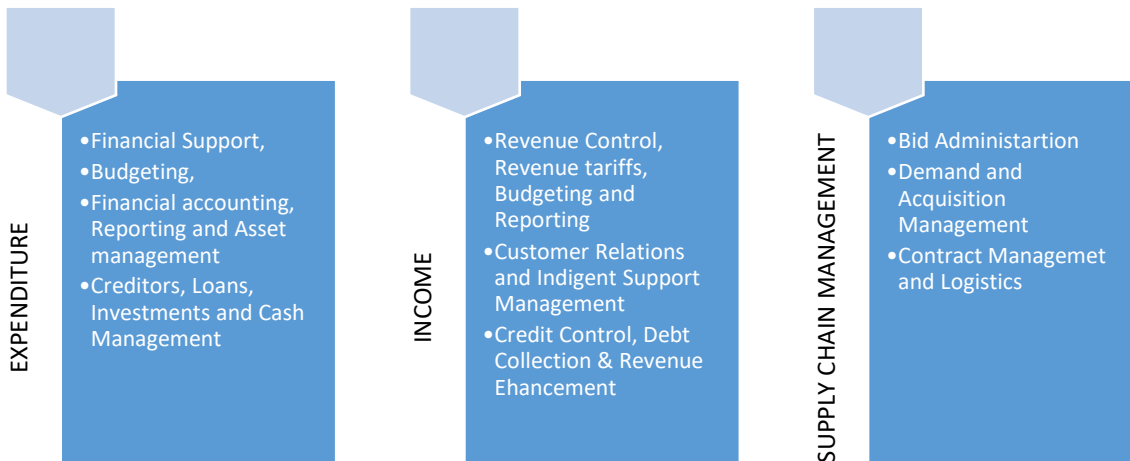 EXPENDITURE
•Financial Support,
•Budgeting,
•Financial accounting,
Reporting and Asset
management
•Creditors, Loans,
Investments and Cash
Management
INCOME
•Revenue Control,
Revenue tariffs,
Budgeting and
Reporting
•Customer Relations
and Indigent Support
Management
•Credit Control, Debt
Collection & Revenue
Ehancement
SUPPLY CHAIN MANAGEMENT
•Bid Administartion
•Demand and
Acquisition
Management
•Contract Managemet
and Logistics